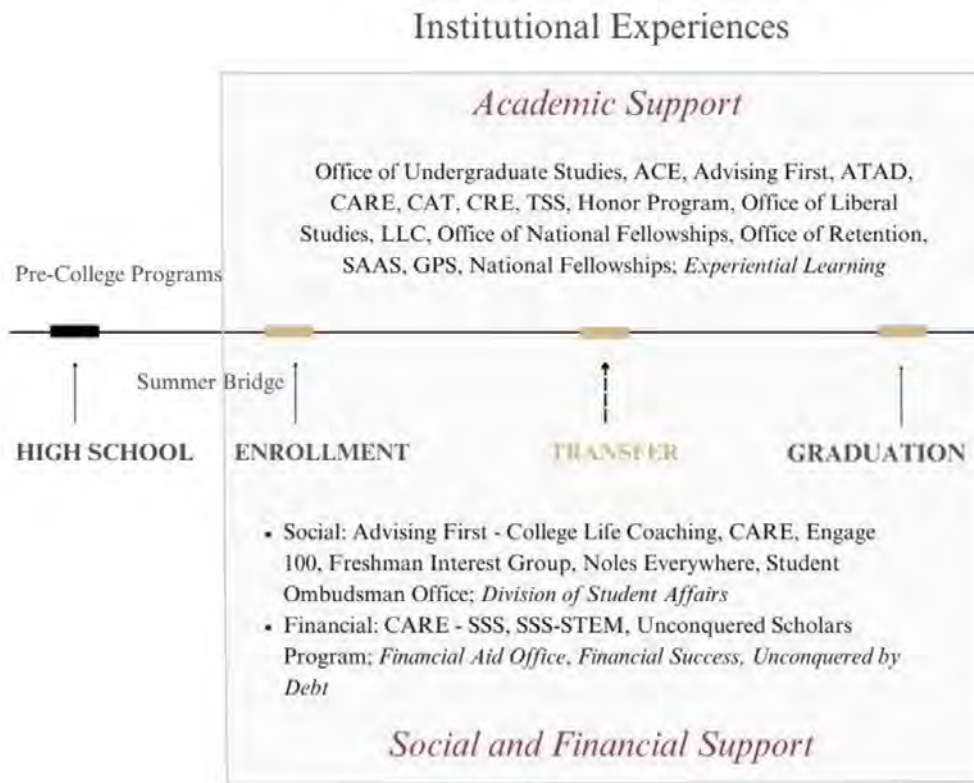 Institutional Experiences
Academic Support
Office of Undergraduate Studies, ACE, Advising First, ATAD,
CARE, CAT, CRE, TSS, Honor Program, Office of Liberal
Studies, LLC, Office of National Fellowships, Office of Retention,
SAAS, GPS, National Fellowships; Experiential Learning
Pre-College Programs
Summer Bridge
HIGH SCHOOL
ENROLLMENT
TRANSFER
GRADUATION
• Social: Advising First - College Life Coaching, CARE, Engage
100, Freshman Interest Group, Noles Everywhere, Student
Ombudsman Office; Division of Student Affairs
• Financial: CARE - SSS, SSS-STEM, Unconquered Scholars
Program; Financial Aid Office, Financial Success, Unconquered by
Debt
Social and Financial Support